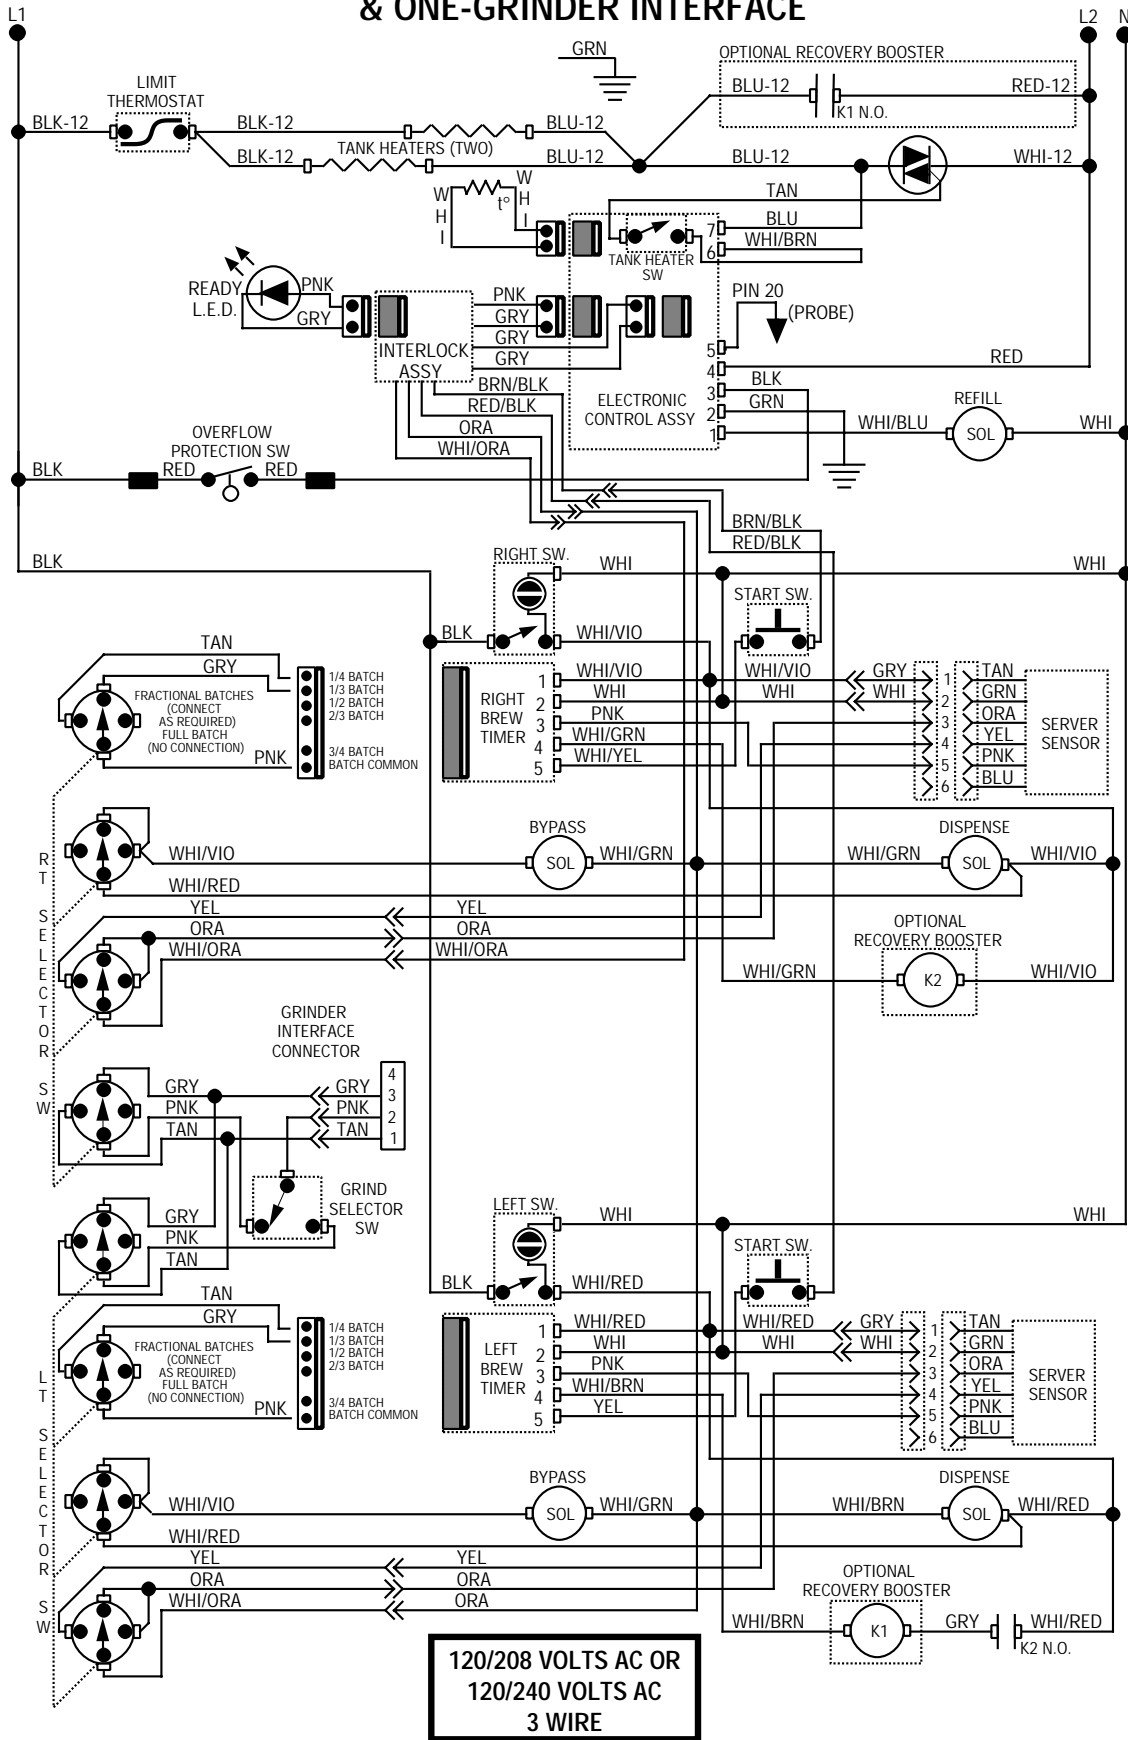 & ONE-GRINDER INTERFACE
L1
L2 N
GRN
OPTIONAL RECOVERY BOOSTER
BLU-12 RED-12
K1 N.O.
LIMIT
THERMOSTAT
BLK-12 BLK-12 BLU-12
TANK HEATERS (TWO)
BLK-12 BLU-12 BLU-12 WHI-12
WHI t° WHI
TAN
7 BLU
6 WHI/BRN
TANK HEATER
SW
READY
L.E.D.
PNK
GRY
INTERLOCK
ASSY
PNK
GRY
GRY
GRY
PIN 20
(PROBE)
5
4 RED
3 BLK
2 GRN
1 WHI/BLU
ELECTRONIC
CONTROL ASSY
REFILL
SOL
WHI
BRN/BLK
RED/BLK
ORA
WHI/ORA
OVERFLOW
PROTECTION SW
BLK RED RED
BRN/BLK
RED/BLK
BLK
RIGHT SW.
WHI WHI
START SW.
BLK WHI/VIO
TAN
GRY
FRACTIONAL BATCHES
(CONNECT
AS REQUIRED)
FULL BATCH
(NO CONNECTION)
PNK
1/4 BATCH
1/3 BATCH
1/2 BATCH
2/3 BATCH
3/4 BATCH
BATCH COMMON
RIGHT
BREW
TIMER
1 WHI/VIO WHI/VIO GRY 1 TAN
2 WHI WHI WHI 2 GRN
3 PNK 3 ORA
4 WHI/GRN 4 YEL
5 WHI/YEL 5 PNK
6 BLU
SERVER
SENSOR
RT SELECTOR SW
BYPASS
DISPENSE
WHI/VIO SOL WHI/GRN WHI/GRN SOL WHI/VIO
WHI/RED
YEL YEL
ORA ORA
WHI/ORA WHI/ORA
OPTIONAL
RECOVERY BOOSTER
WHI/GRN K2 WHI/VIO
GRINDER
INTERFACE
CONNECTOR
4
GRY GRY 3
PNK PNK 2
TAN TAN 1
GRIND
SELECTOR
SW
GRY
PNK
TAN
LEFT SW.
WHI WHI
START SW.
BLK WHI/RED
TAN
GRY
FRACTIONAL BATCHES
(CONNECT
AS REQUIRED)
FULL BATCH
(NO CONNECTION)
PNK
1/4 BATCH
1/3 BATCH
1/2 BATCH
2/3 BATCH
3/4 BATCH
BATCH COMMON
LEFT
BREW
TIMER
1 WHI/RED WHI/RED GRY 1 TAN
2 WHI WHI WHI 2 GRN
3 PNK 3 ORA
4 WHI/BRN 4 YEL
5 YEL 5 PNK
6 BLU
SERVER
SENSOR
LT SELECTOR SW
BYPASS
DISPENSE
WHI/VIO SOL WHI/GRN WHI/BRN SOL WHI/RED
WHI/RED
YEL YEL
ORA ORA
WHI/ORA ORA
OPTIONAL
RECOVERY BOOSTER
WHI/BRN K1 GRY WHI/RED
K2 N.O.
120/208 VOLTS AC OR
120/240 VOLTS AC
3 WIRE